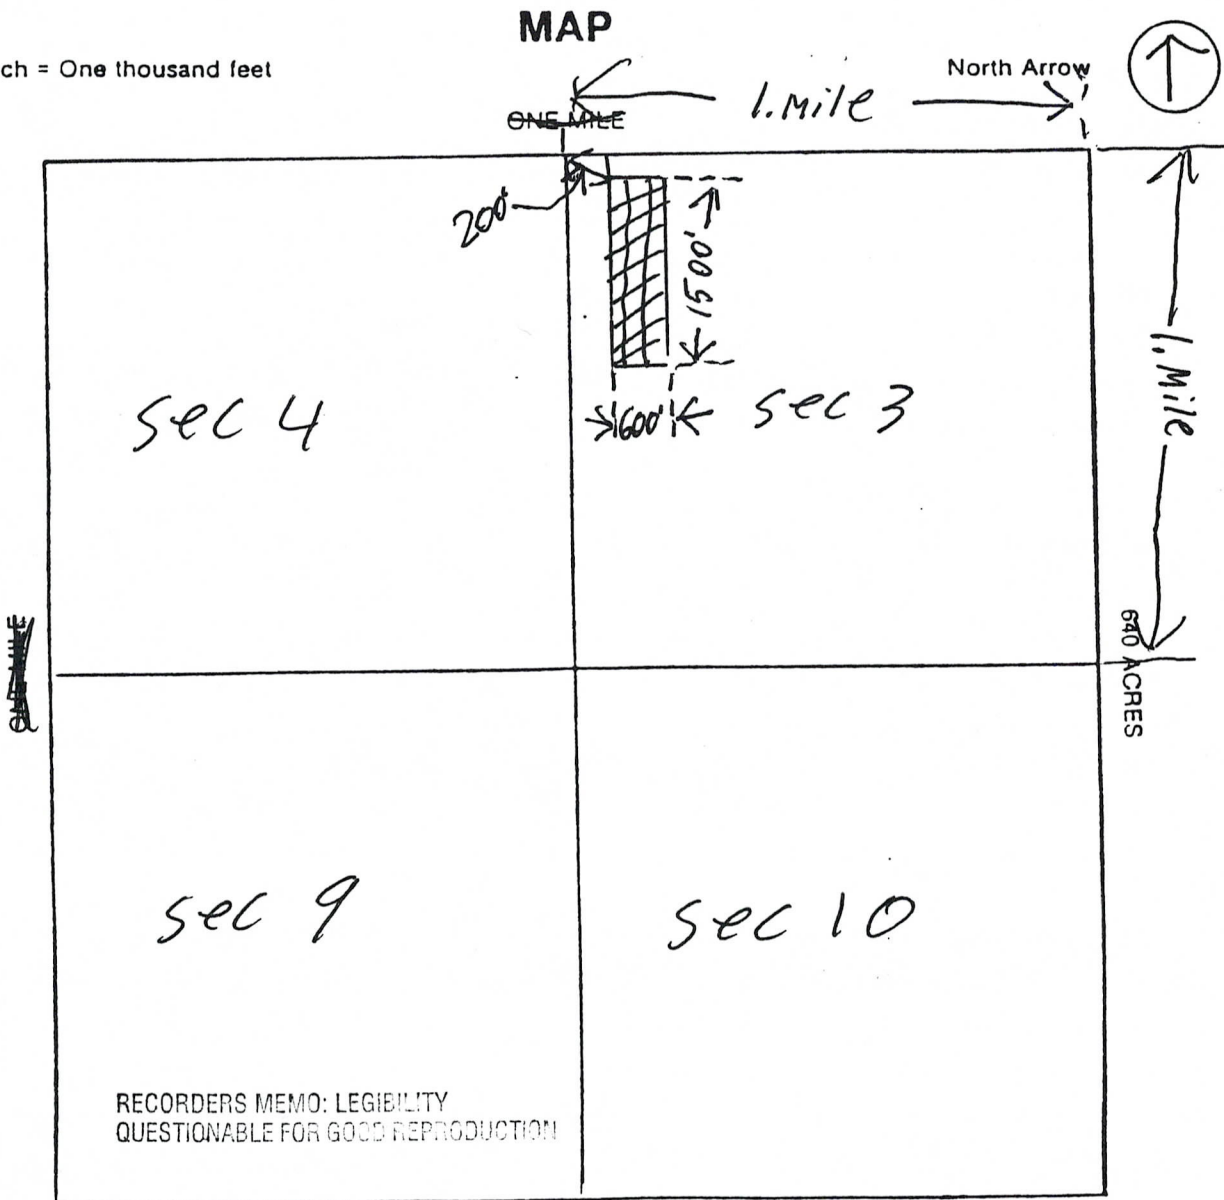 MAP
ch = One thousand feet
North Arrow
1. Mile
ONE MILE
200'
1500'
1. Mile
sec 4
1600'
sec 3
640 ACRES
sec 9
sec 10
RECORDERS MEMO: LEGIBILITY
QUESTIONABLE FOR GOOD REPRODUCTION